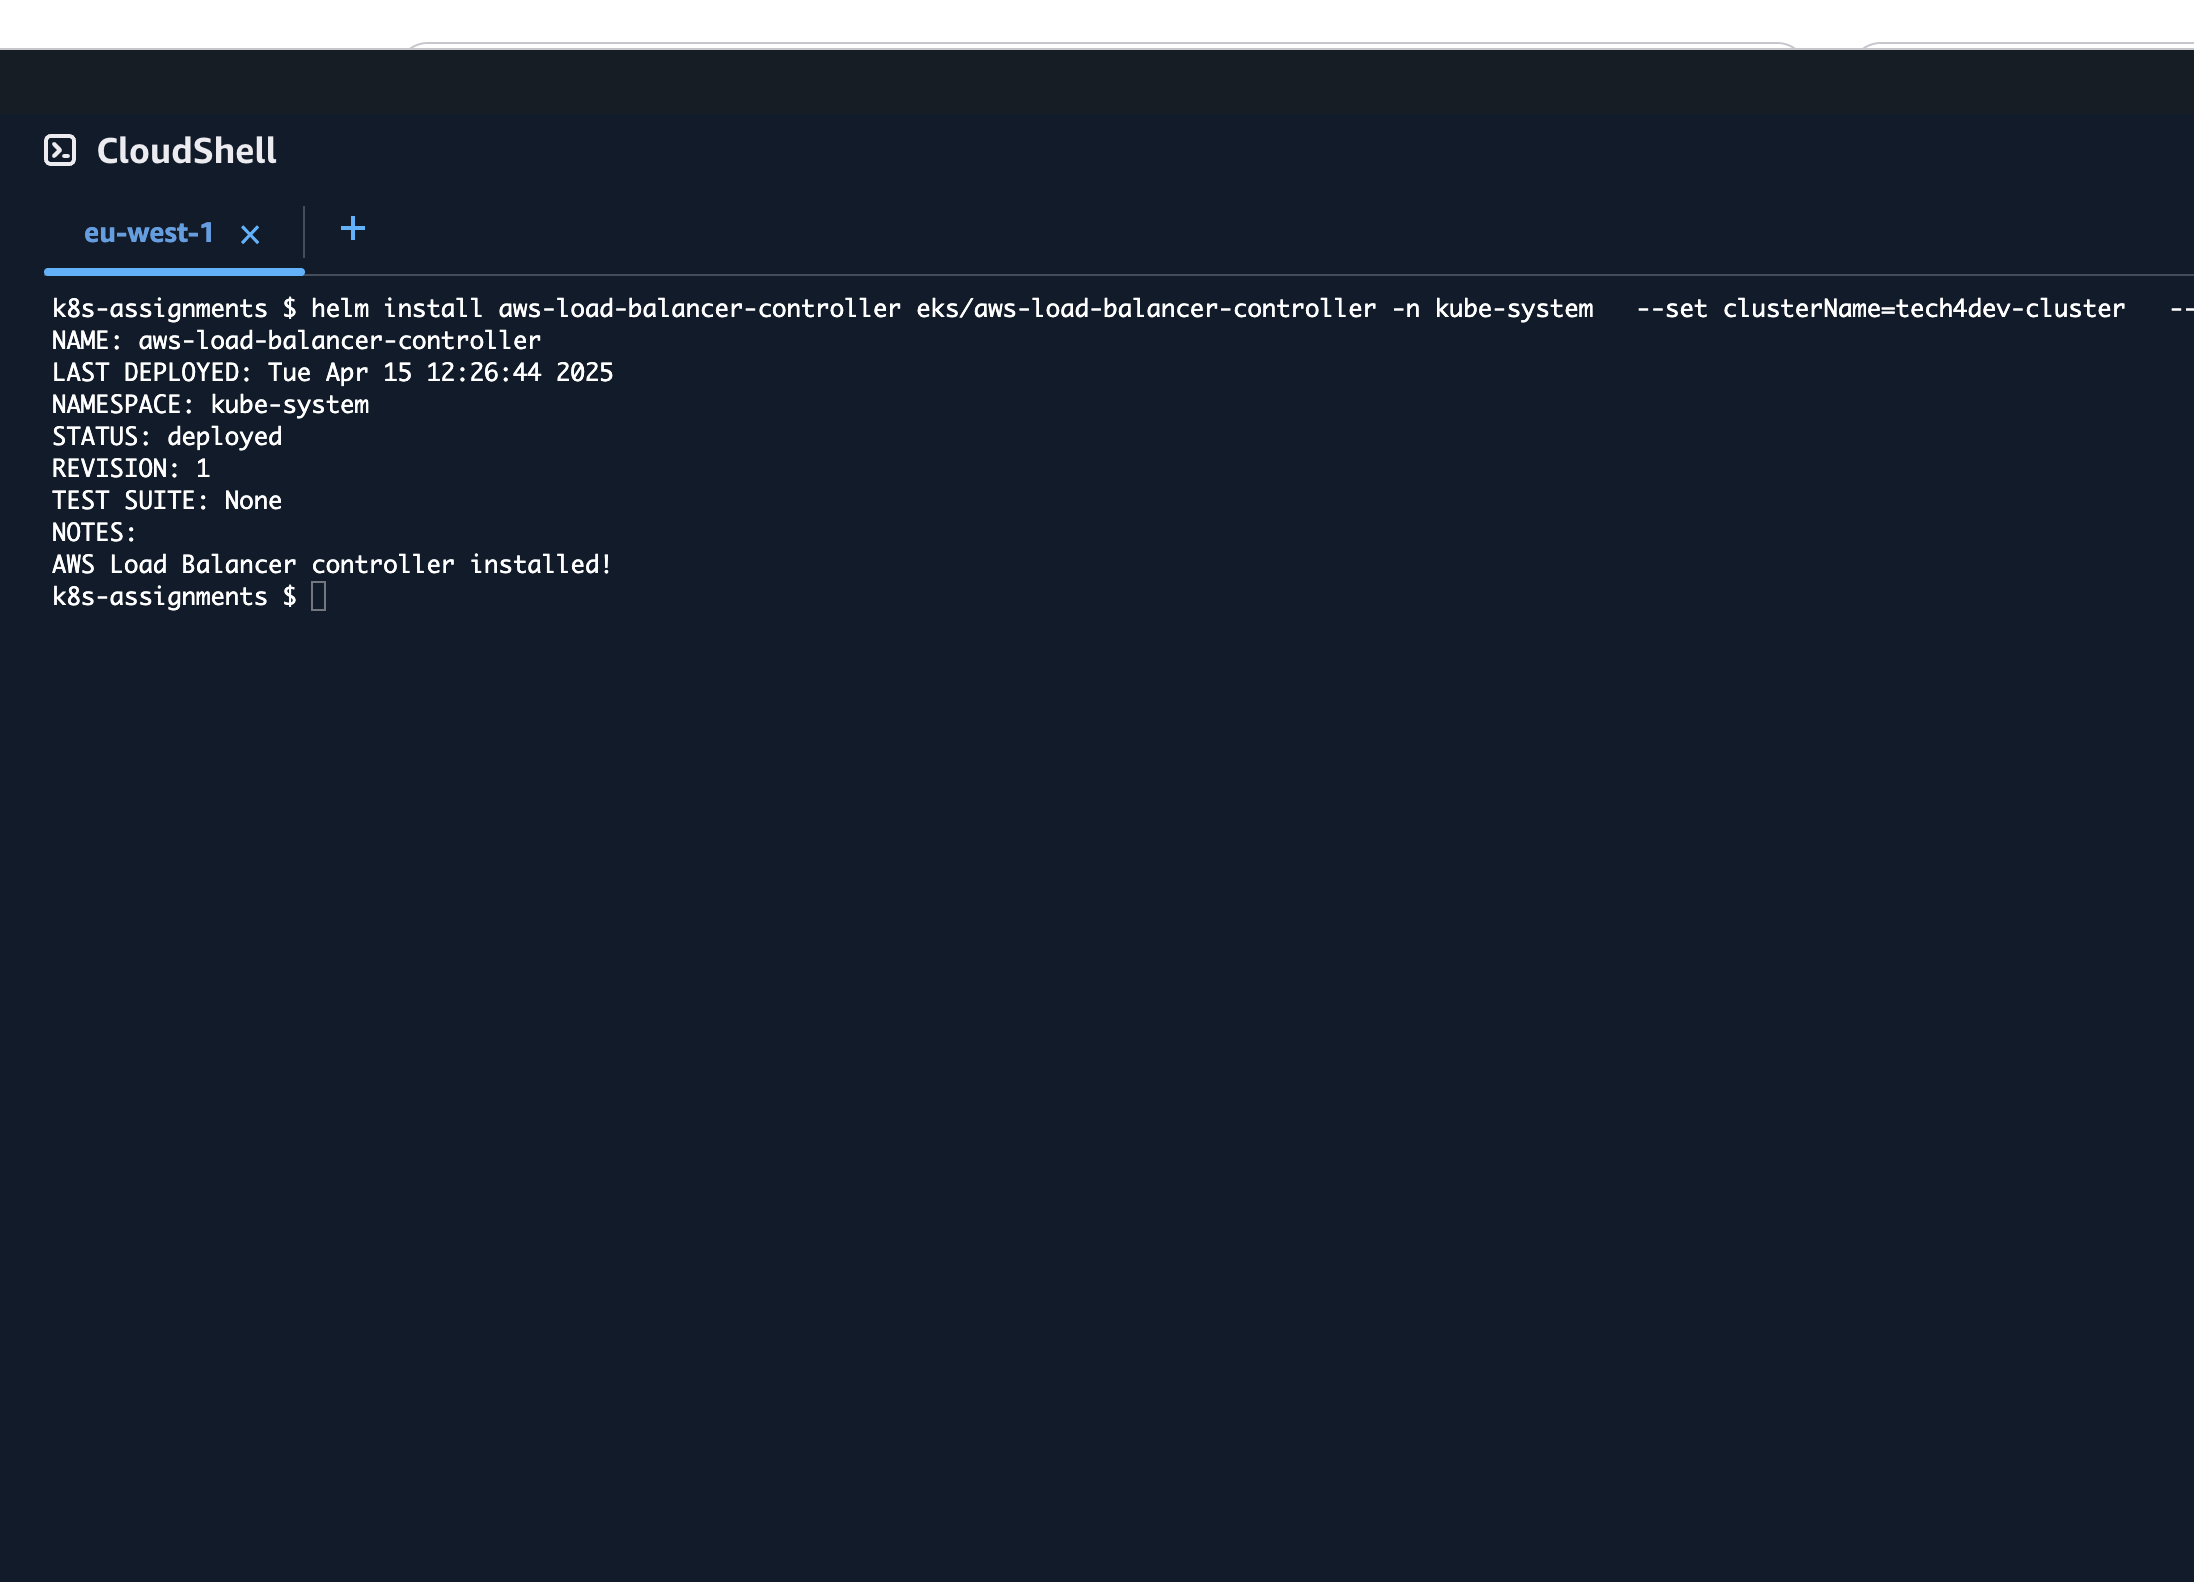 CloudShell
eu-west-1
k8s-assignments $ helm install aws-load-balancer-controller eks/aws-load-balancer-controller -n kube-system   --set clusterName=tech4dev-cluster   --
NAME: aws-load-balancer-controller
LAST DEPLOYED: Tue Apr 15 12:26:44 2025
NAMESPACE: kube-system
STATUS: deployed
REVISION: 1
TEST SUITE: None
NOTES:
AWS Load Balancer controller installed!
k8s-assignments $